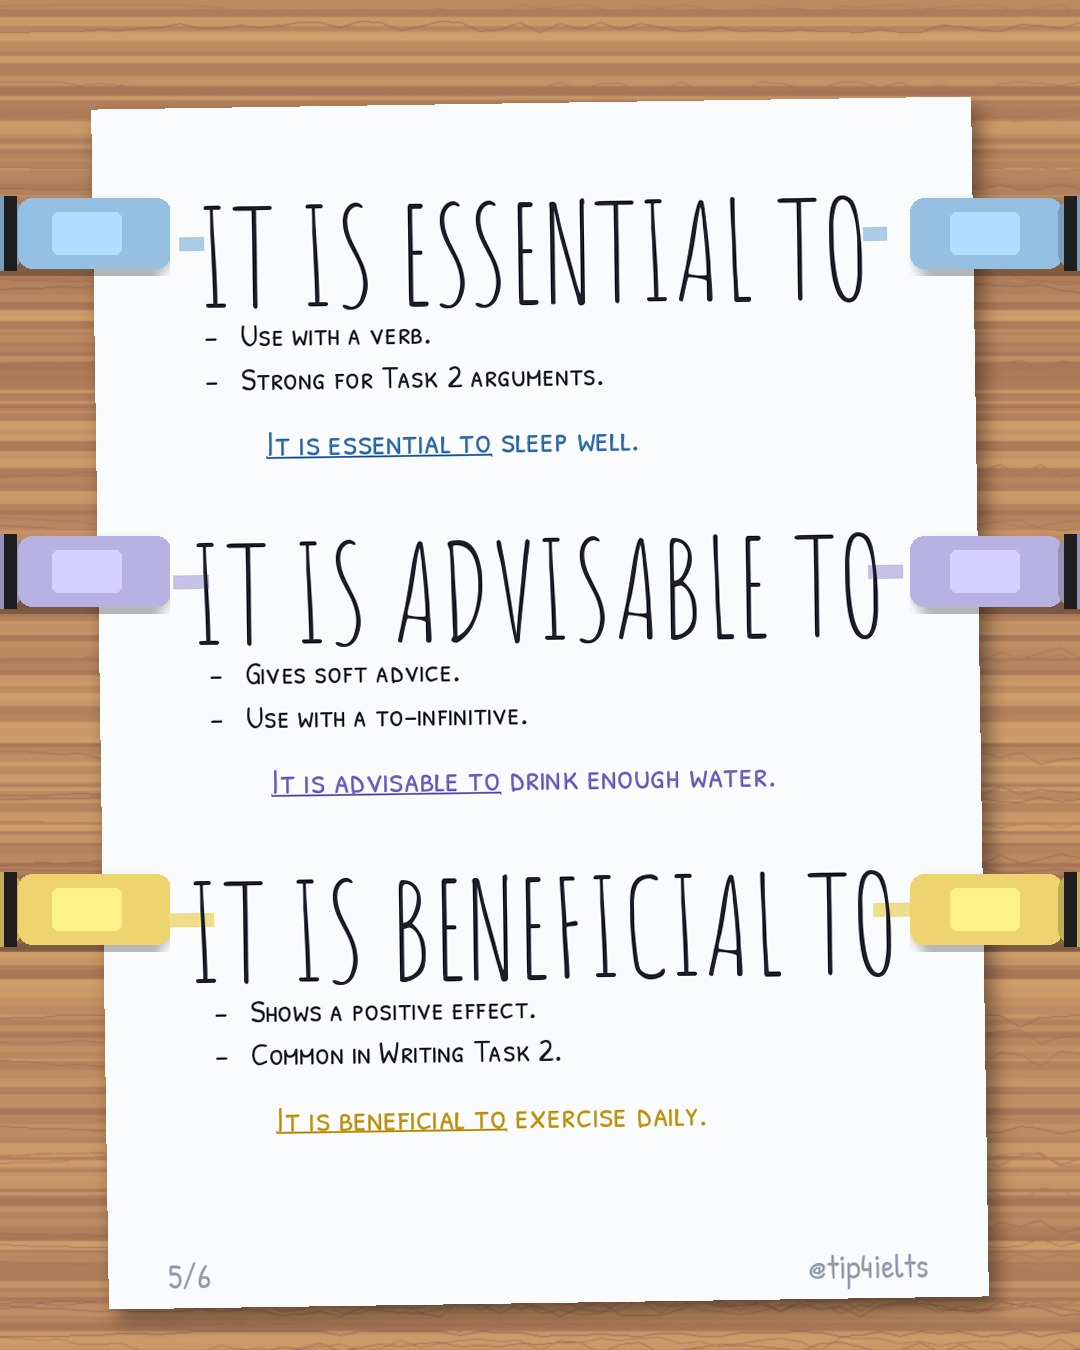 IT IS ESSENTIAL TO
- USE WITH A VERB.
- STRONG FOR TASK 2 ARGUMENTS.
IT IS ESSENTIAL TO SLEEP WELL.
IT IS ADVISABLE TO
- GIVES SOFT ADVICE.
- USE WITH A TO-INFINITIVE.
IT IS ADVISABLE TO DRINK ENOUGH WATER.
IT IS BENEFICIAL TO
- SHOWS A POSITIVE EFFECT.
- COMMON IN WRITING TASK 2.
IT IS BENEFICIAL TO EXERCISE DAILY.
5/6
@tip4ielts